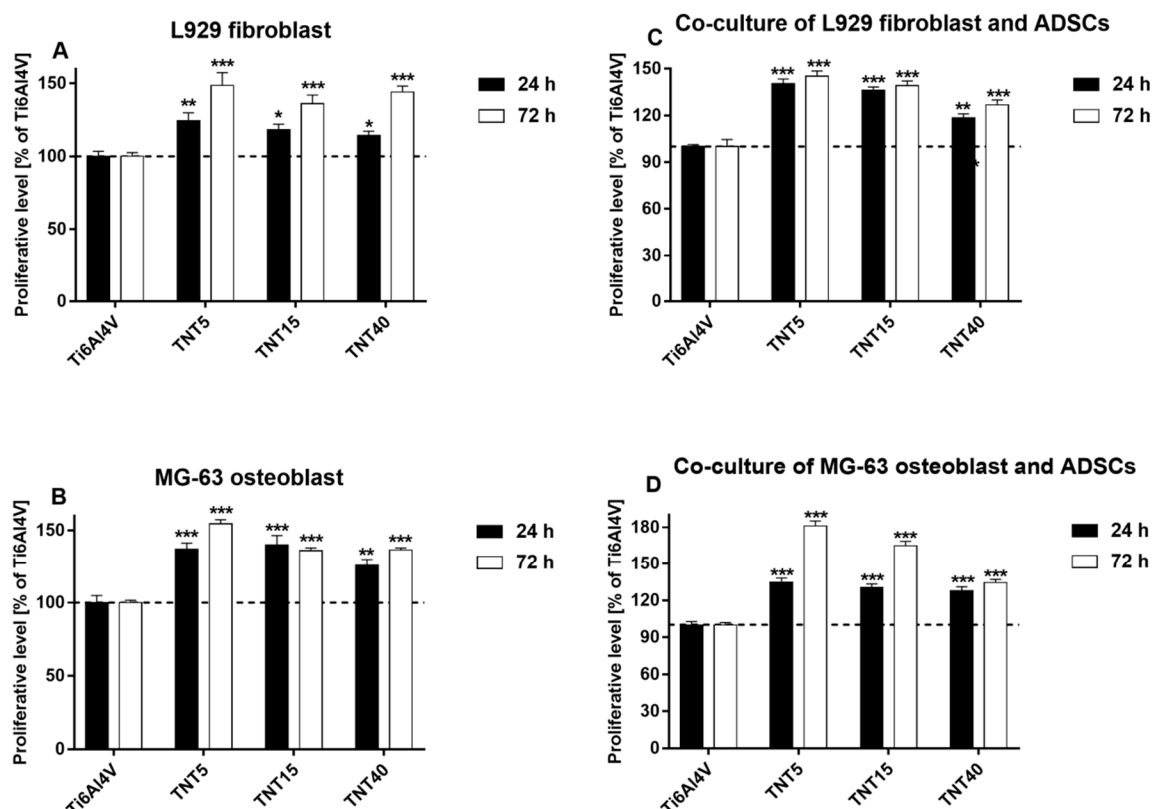 L929 fibroblast
A
Proliferative level [% of Ti6Al4V]
150
100
50
0
** *** * *** * ***
Ti6Al4V TNT5 TNT15 TNT40
24 h
72 h
Co-culture of L929 fibroblast and ADSCs
C
Proliferative level [% of Ti6Al4V]
150
120
90
60
30
0
*** *** *** *** ** ***
*
Ti6Al4V TNT5 TNT15 TNT40
24 h
72 h
MG-63 osteoblast
B
Proliferative level [% of Ti6Al4V]
150
100
50
0
*** *** *** *** ** ***
Ti6Al4V TNT5 TNT15 TNT40
24 h
72 h
Co-culture of MG-63 osteoblast and ADSCs
D
Proliferative level [% of Ti6Al4V]
180
150
120
90
60
30
0
*** *** *** *** *** ***
Ti6Al4V TNT5 TNT15 TNT40
24 h
72 h